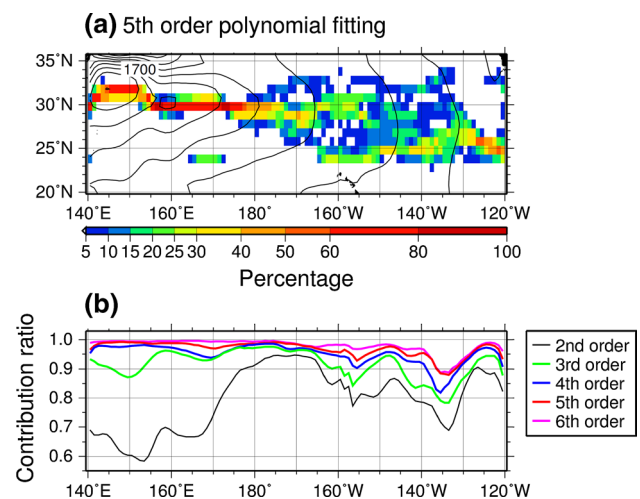 (a) 5th order polynomial fitting
35˚N
30˚N
25˚N
20˚N
1700
140˚E 160˚E 180˚ 160˚W 140˚W 120˚W
5 10 15 20 25 30 40 50 60 80 100
Percentage
(b)
Contribution ratio
1.0
0.9
0.8
0.7
0.6
140˚E 160˚E 180˚ 160˚W 140˚W 120˚W
2nd order
3rd order
4th order
5th order
6th order